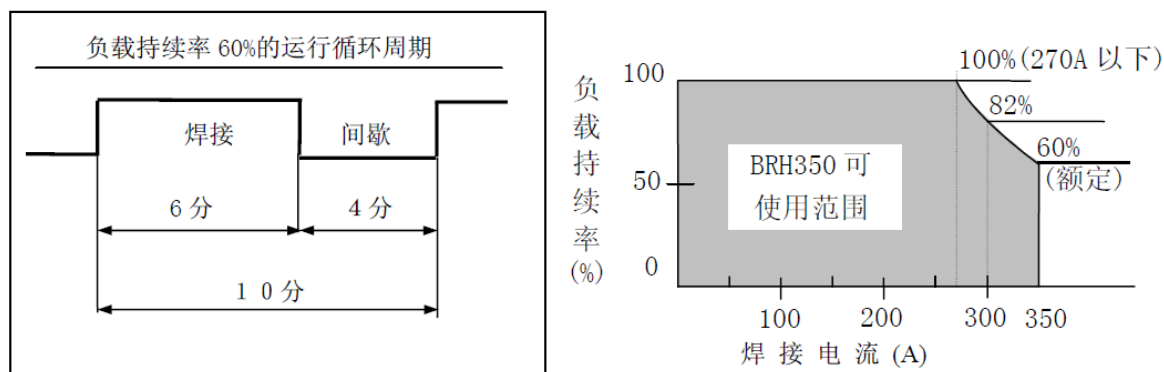 负载持续率 60%的运行循环周期
焊接
间歇
6 分
4 分
1 0 分
负载持续率(%)
100
50
0
100%(270A 以下)
82%
60%
(额定)
BRH350 可
使用范围
100
200
300
350
焊 接 电 流 (A)